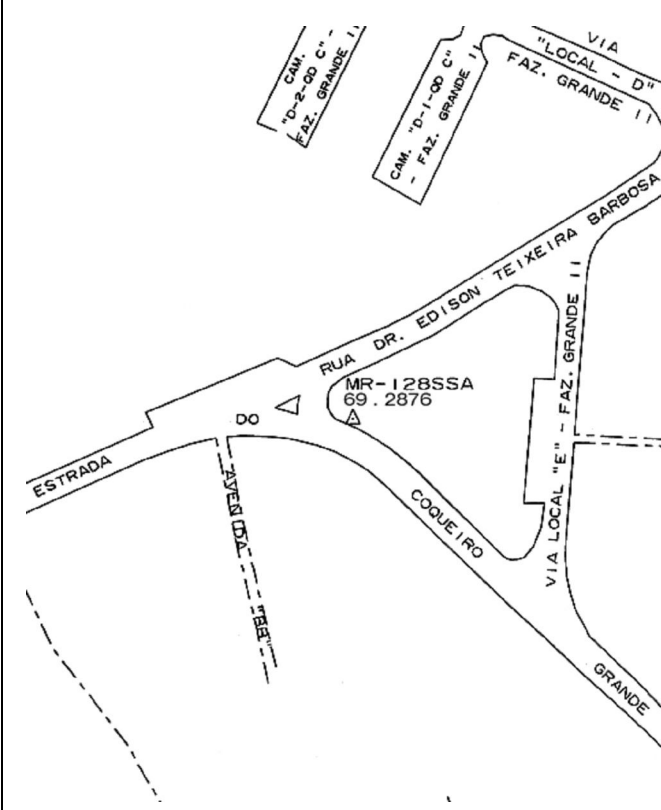 CAM.
"D-2-QD C" -
FAZ. GRANDE II
CAM. "D-1-QD C"
- FAZ. GRANDE II
VIA
"LOCAL - D"
FAZ. GRANDE II
RUA DR. EDISON TEIXEIRA BARBOSA
MR-128SSA
69.2876
ESTRADA DO COQUEIRO GRANDE
AVENIDA "BB"
VIA LOCAL "E" - FAZ. GRANDE II